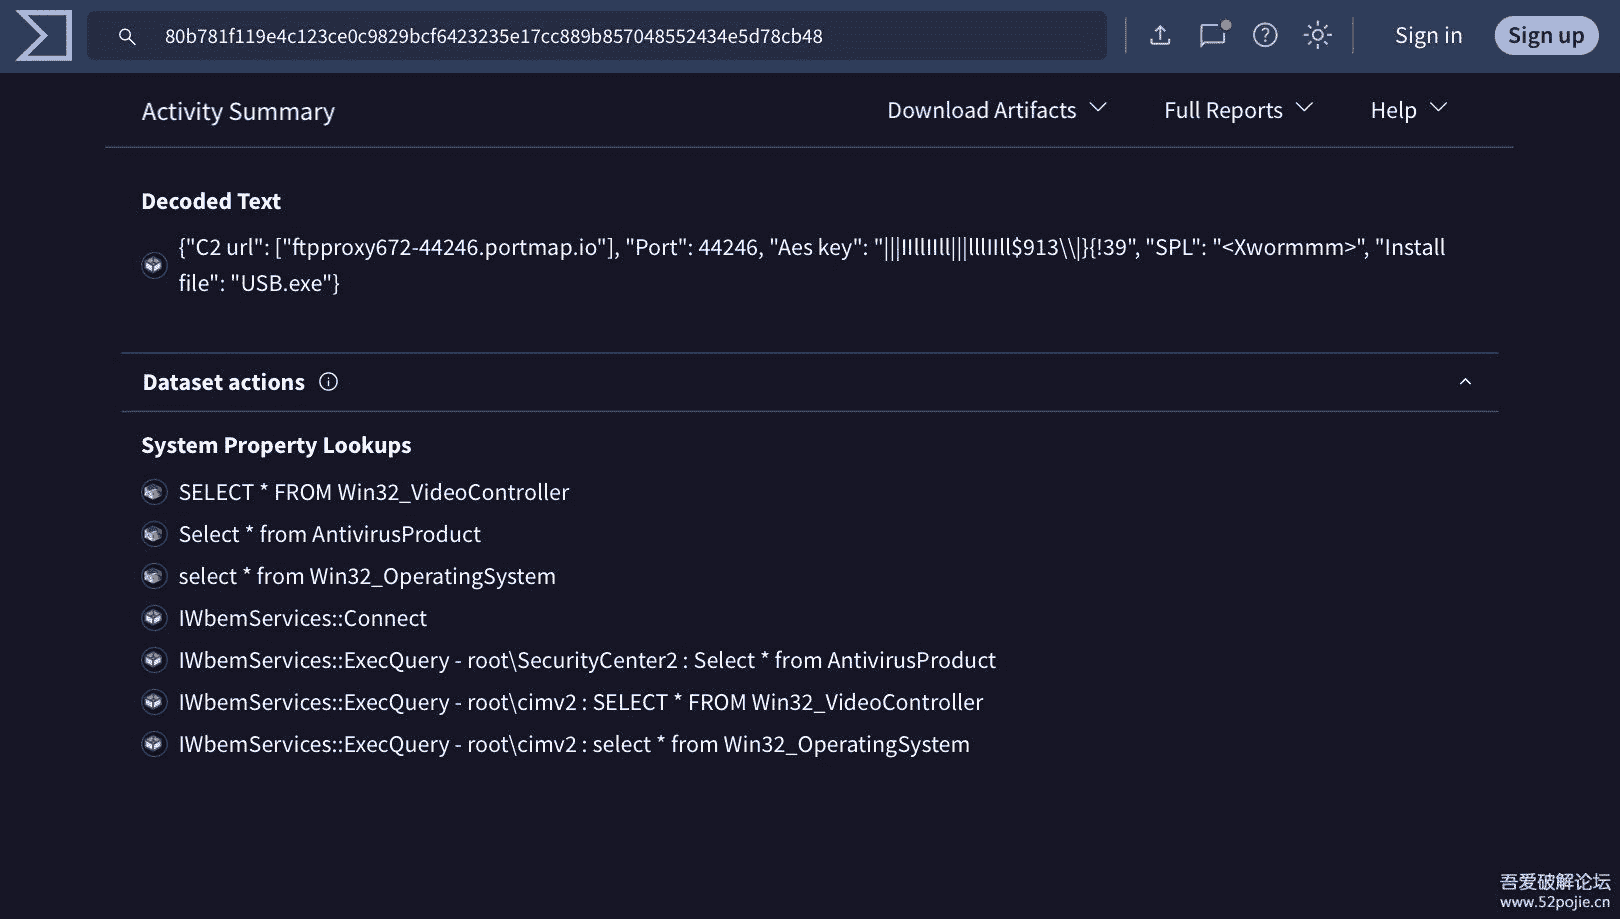 80b781f119e4c123ce0c9829bcf6423235e17cc889b857048552434e5d78cb48
Sign in
Sign up
Activity Summary
Download Artifacts
Full Reports
Help
Decoded Text
{"C2 url": ["ftpproxy672-44246.portmap.io"], "Port": 44246, "Aes key": "|||IIllIIll|||lllIIll$913\\|}{!39", "SPL": "<Xwormmm>", "Install
file": "USB.exe"}
Dataset actions
System Property Lookups
SELECT * FROM Win32_VideoController
Select * from AntivirusProduct
select * from Win32_OperatingSystem
IWbemServices::Connect
IWbemServices::ExecQuery - root\SecurityCenter2 : Select * from AntivirusProduct
IWbemServices::ExecQuery - root\cimv2 : SELECT * FROM Win32_VideoController
IWbemServices::ExecQuery - root\cimv2 : select * from Win32_OperatingSystem
吾爱破解论坛
www.52pojie.cn